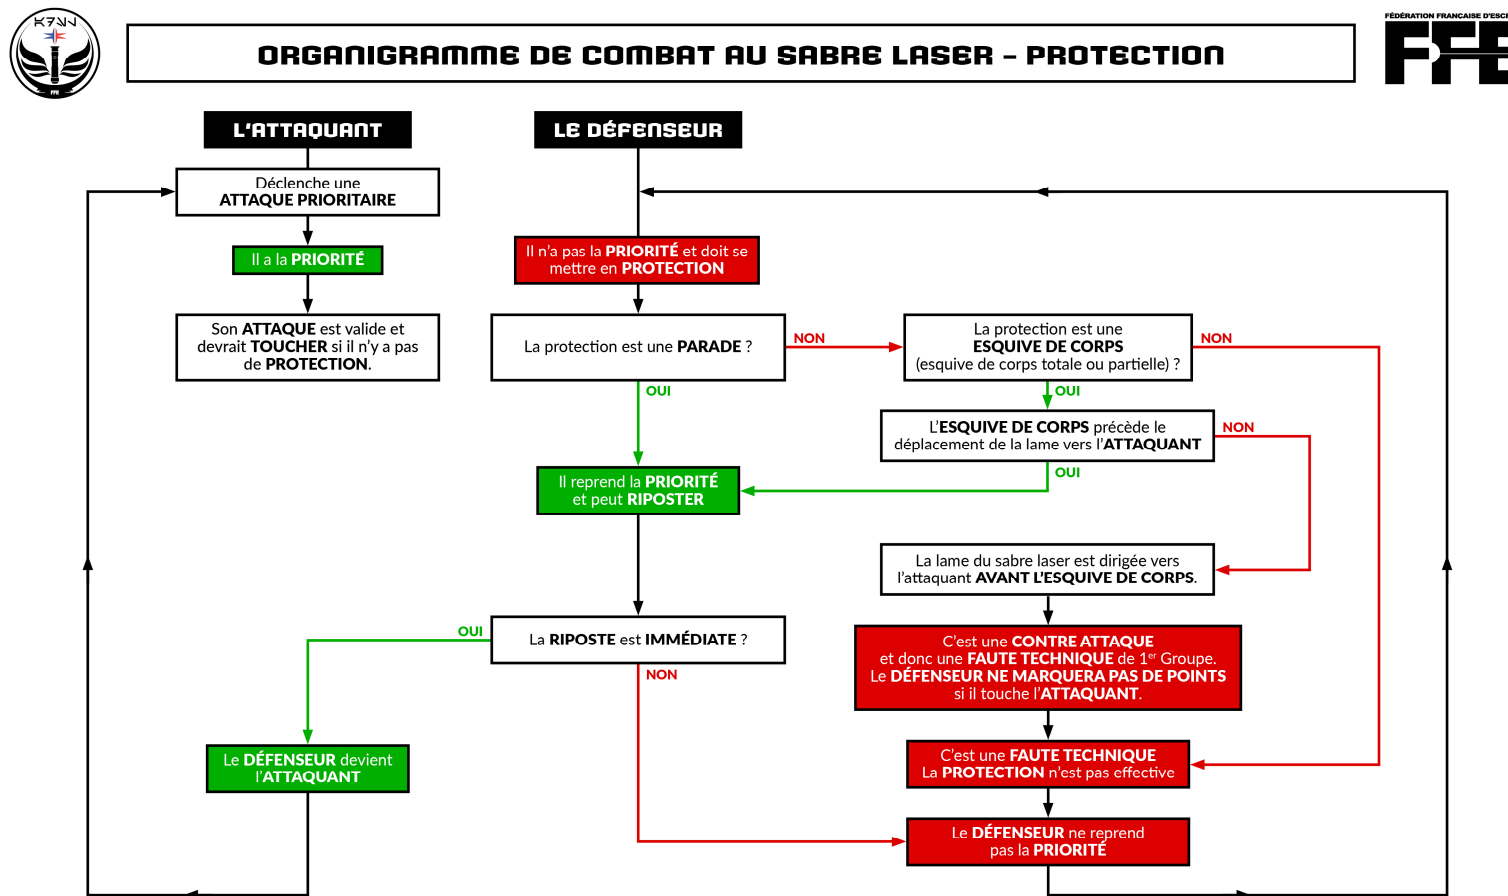 ORGANIGRAMME DE COMBAT AU SABRE LASER – PROTECTION
FÉDÉRATION FRANÇAISE D'ESCR
FFE
FFE
L'ATTAQUANT
LE DÉFENSEUR
Déclenche une
ATTAQUE PRIORITAIRE
Il a la PRIORITÉ
Il n'a pas la PRIORITÉ et doit se
mettre en PROTECTION
Son ATTAQUE est valide et
devrait TOUCHER si il n'y a pas
de PROTECTION.
La protection est une PARADE ?
NON
La protection est une
ESQUIVE DE CORPS
(esquive de corps totale ou partielle) ?
NON
OUI
OUI
L'ESQUIVE DE CORPS précède le
déplacement de la lame vers l'ATTAQUANT
NON
OUI
Il reprend la PRIORITÉ
et peut RIPOSTER
La lame du sabre laser est dirigée vers
l'attaquant AVANT L'ESQUIVE DE CORPS.
OUI
La RIPOSTE est IMMÉDIATE ?
NON
C'est une CONTRE ATTAQUE
et donc une FAUTE TECHNIQUE de 1er Groupe.
Le DÉFENSEUR NE MARQUERA PAS DE POINTS
si il touche l'ATTAQUANT.
Le DÉFENSEUR devient
l'ATTAQUANT
C'est une FAUTE TECHNIQUE
La PROTECTION n'est pas effective
Le DÉFENSEUR ne reprend
pas la PRIORITÉ